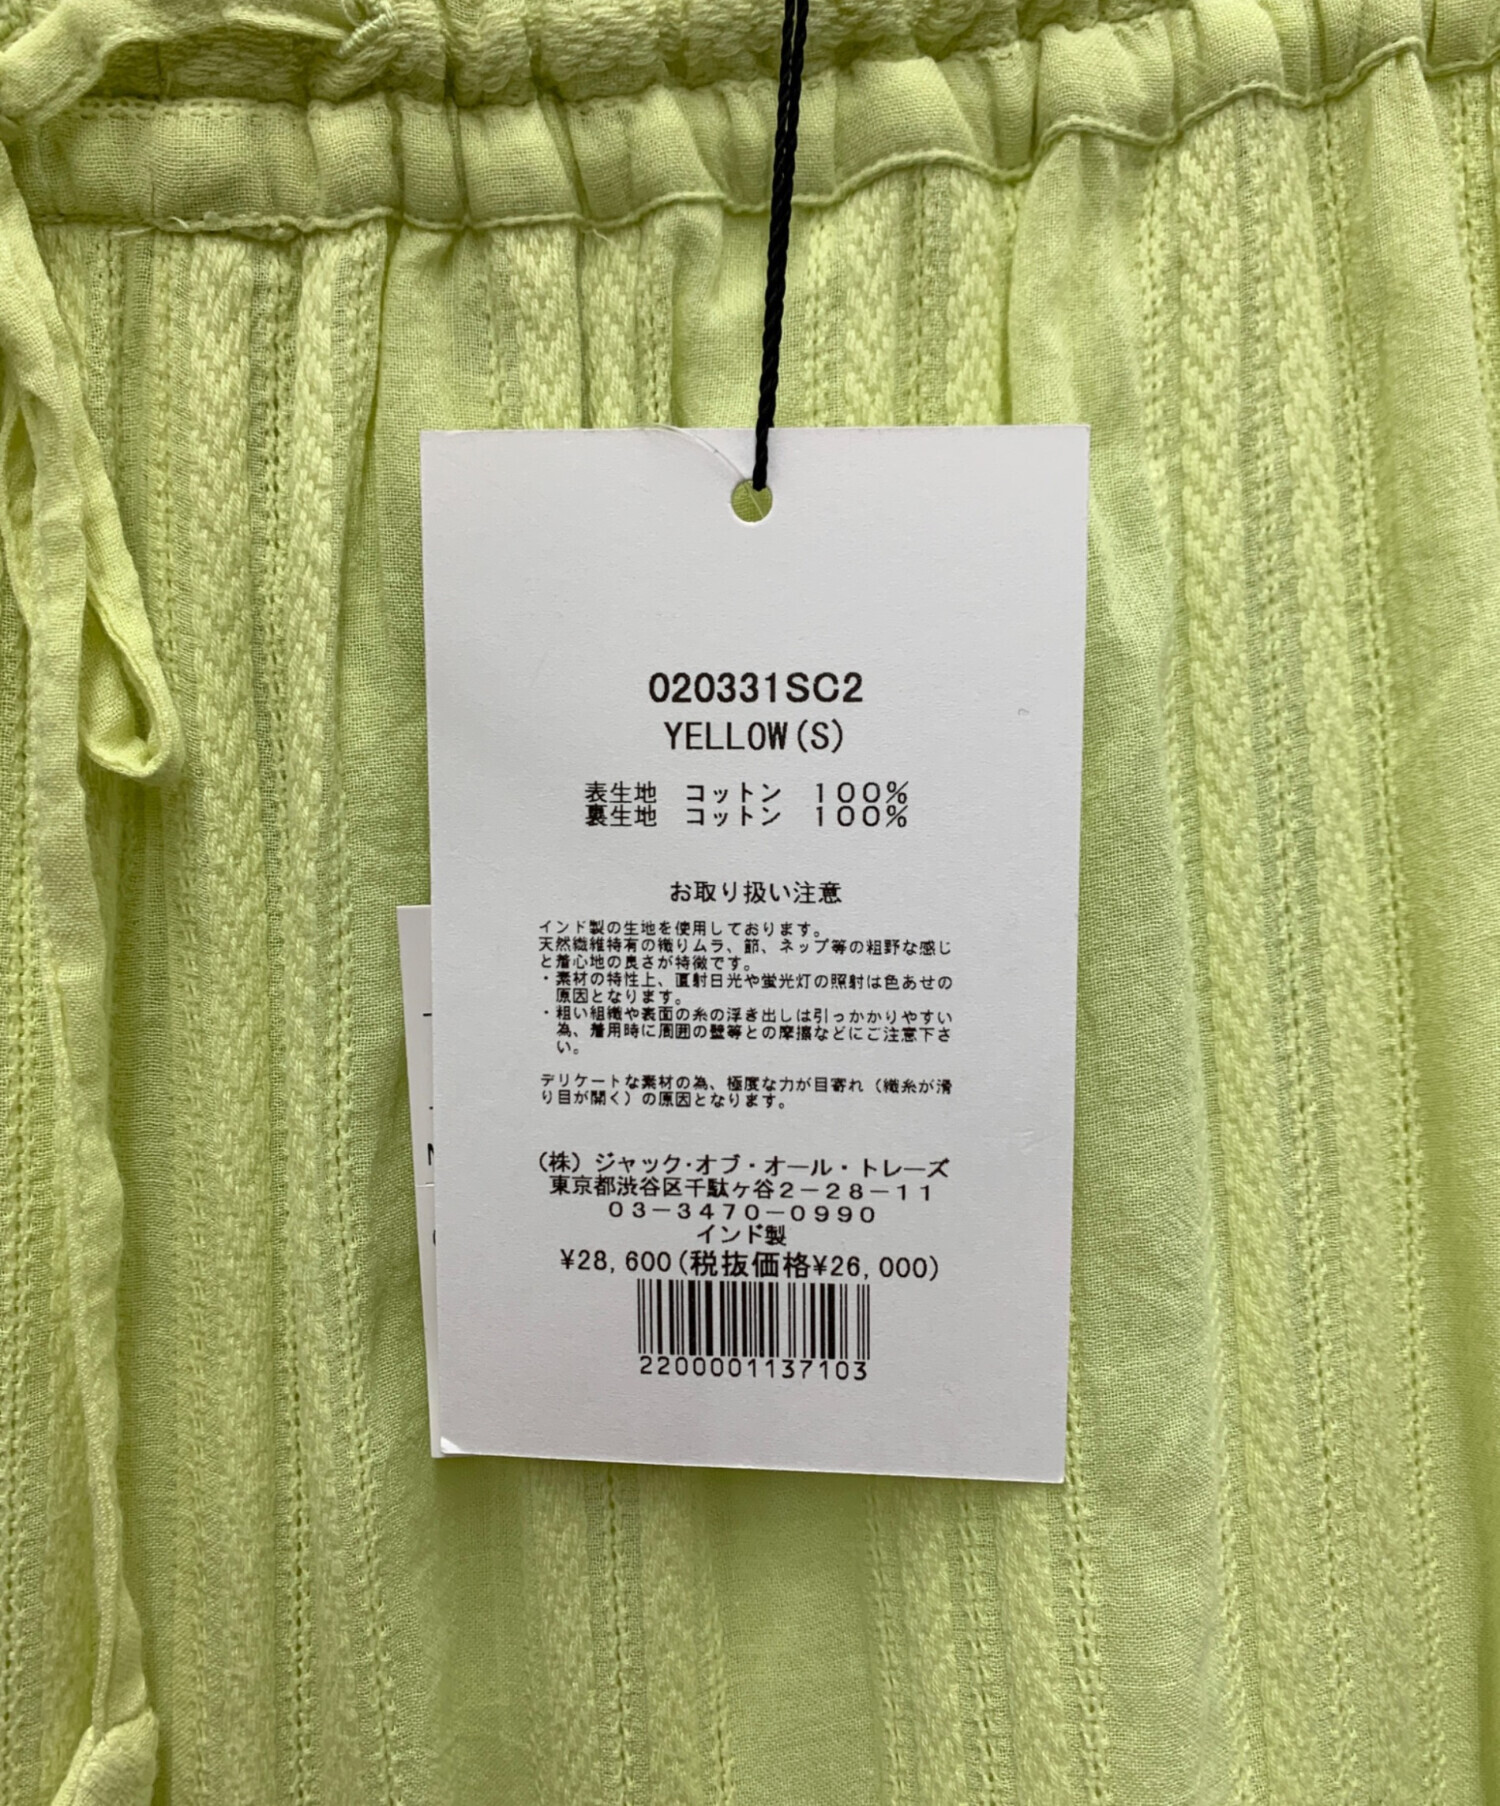 020331SC2
YELLOW(S)
表生地　コットン　１００％
裏生地　コットン　１００％
お取り扱い注意
インド製の生地を使用しております。
天然繊維特有の織りムラ、節、ネップ等の粗野な感じ
と着心地の良さが特徴です。
・素材の特性上、直射日光や蛍光灯の照射は色あせの
原因となります。
・粗い組織や表面の糸の浮き出しは引っかかりやすい
為、着用時に周囲の壁等との摩擦などにご注意下さ
い。
デリケートな素材の為、極度な力が目寄れ（織糸が滑
り目が開く）の原因となります。
（株）ジャック・オブ・オール・トレーズ
東京都渋谷区千駄ヶ谷２－２８－１１
０３－３４７０－０９９０
インド製
¥28,600(税抜価格¥26,000)
2200001137103